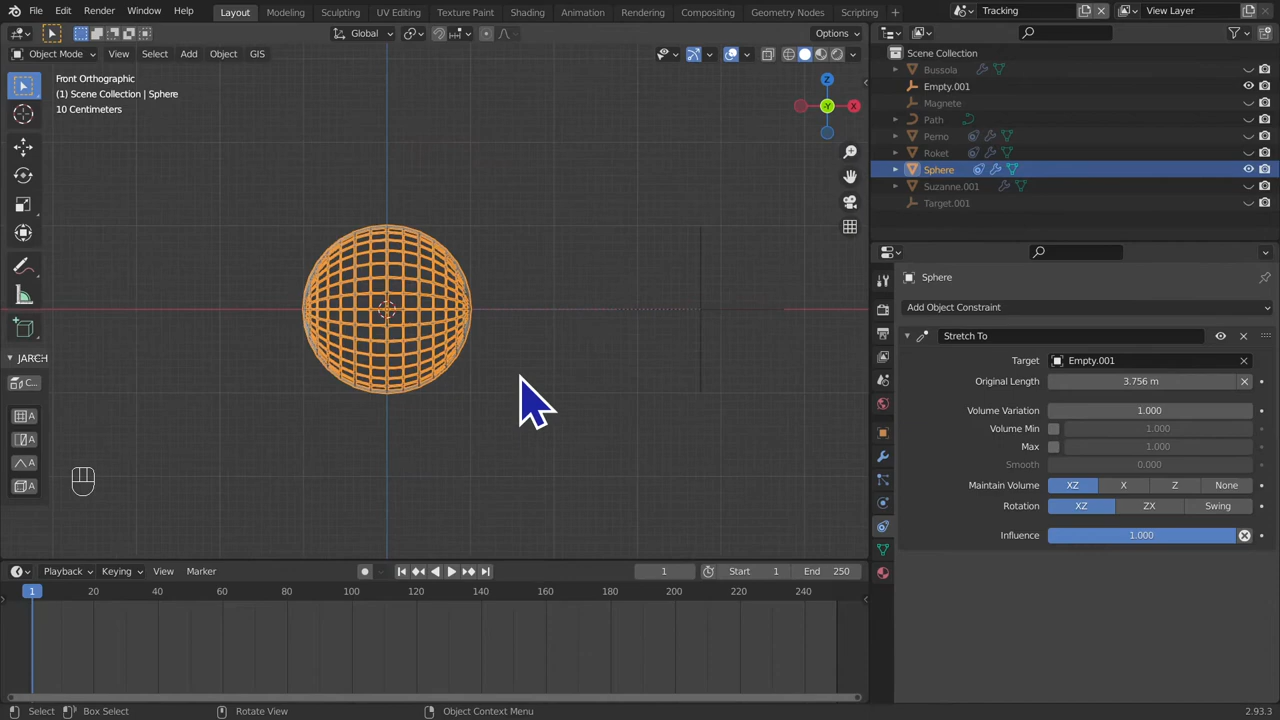 File Edit Render Window Help Layout Modeling Sculpting UV Editing Texture Paint Shading Animation Rendering Compositing Geometry Nodes Scripting + Tracking View Layer
Global Options
Object Mode View Select Add Object GIS
Front Orthographic
(1) Scene Collection | Sphere
10 Centimeters
Z
X
Y
JARCH
C...
A
A
A
A
Scene Collection
Bussola
Empty.001
Magnete
Path
Perno
Roket
Sphere
Suzanne.001
Target.001
Sphere
Add Object Constraint
Stretch To
Target Empty.001
Original Length 3.756 m
Volume Variation 1.000
Volume Min 1.000
Max 1.000
Smooth 0.000
Maintain Volume XZ X Z None
Rotation XZ ZX Swing
Influence 1.000
Playback Keying View Marker 1 Start 1 End 250
1 20 40 60 80 100 120 140 160 180 200 220 240
Select Box Select Rotate View Object Context Menu 2.93.3